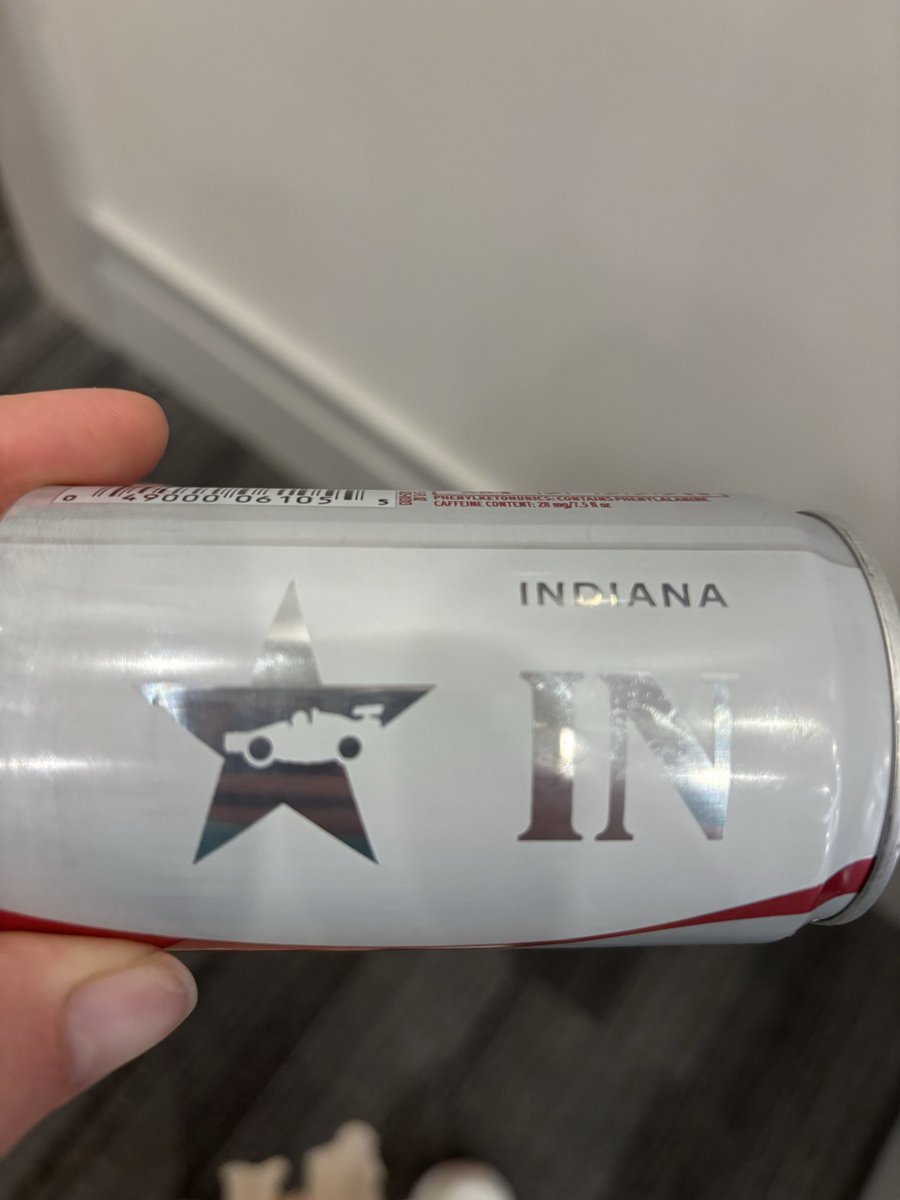 0 49000 06105 5
PHENYLKETONURICS: CONTAINS PHENYLALANINE
CAFFEINE CONTENT: 28 mg/7.5 fl oz
INDIANA
IN